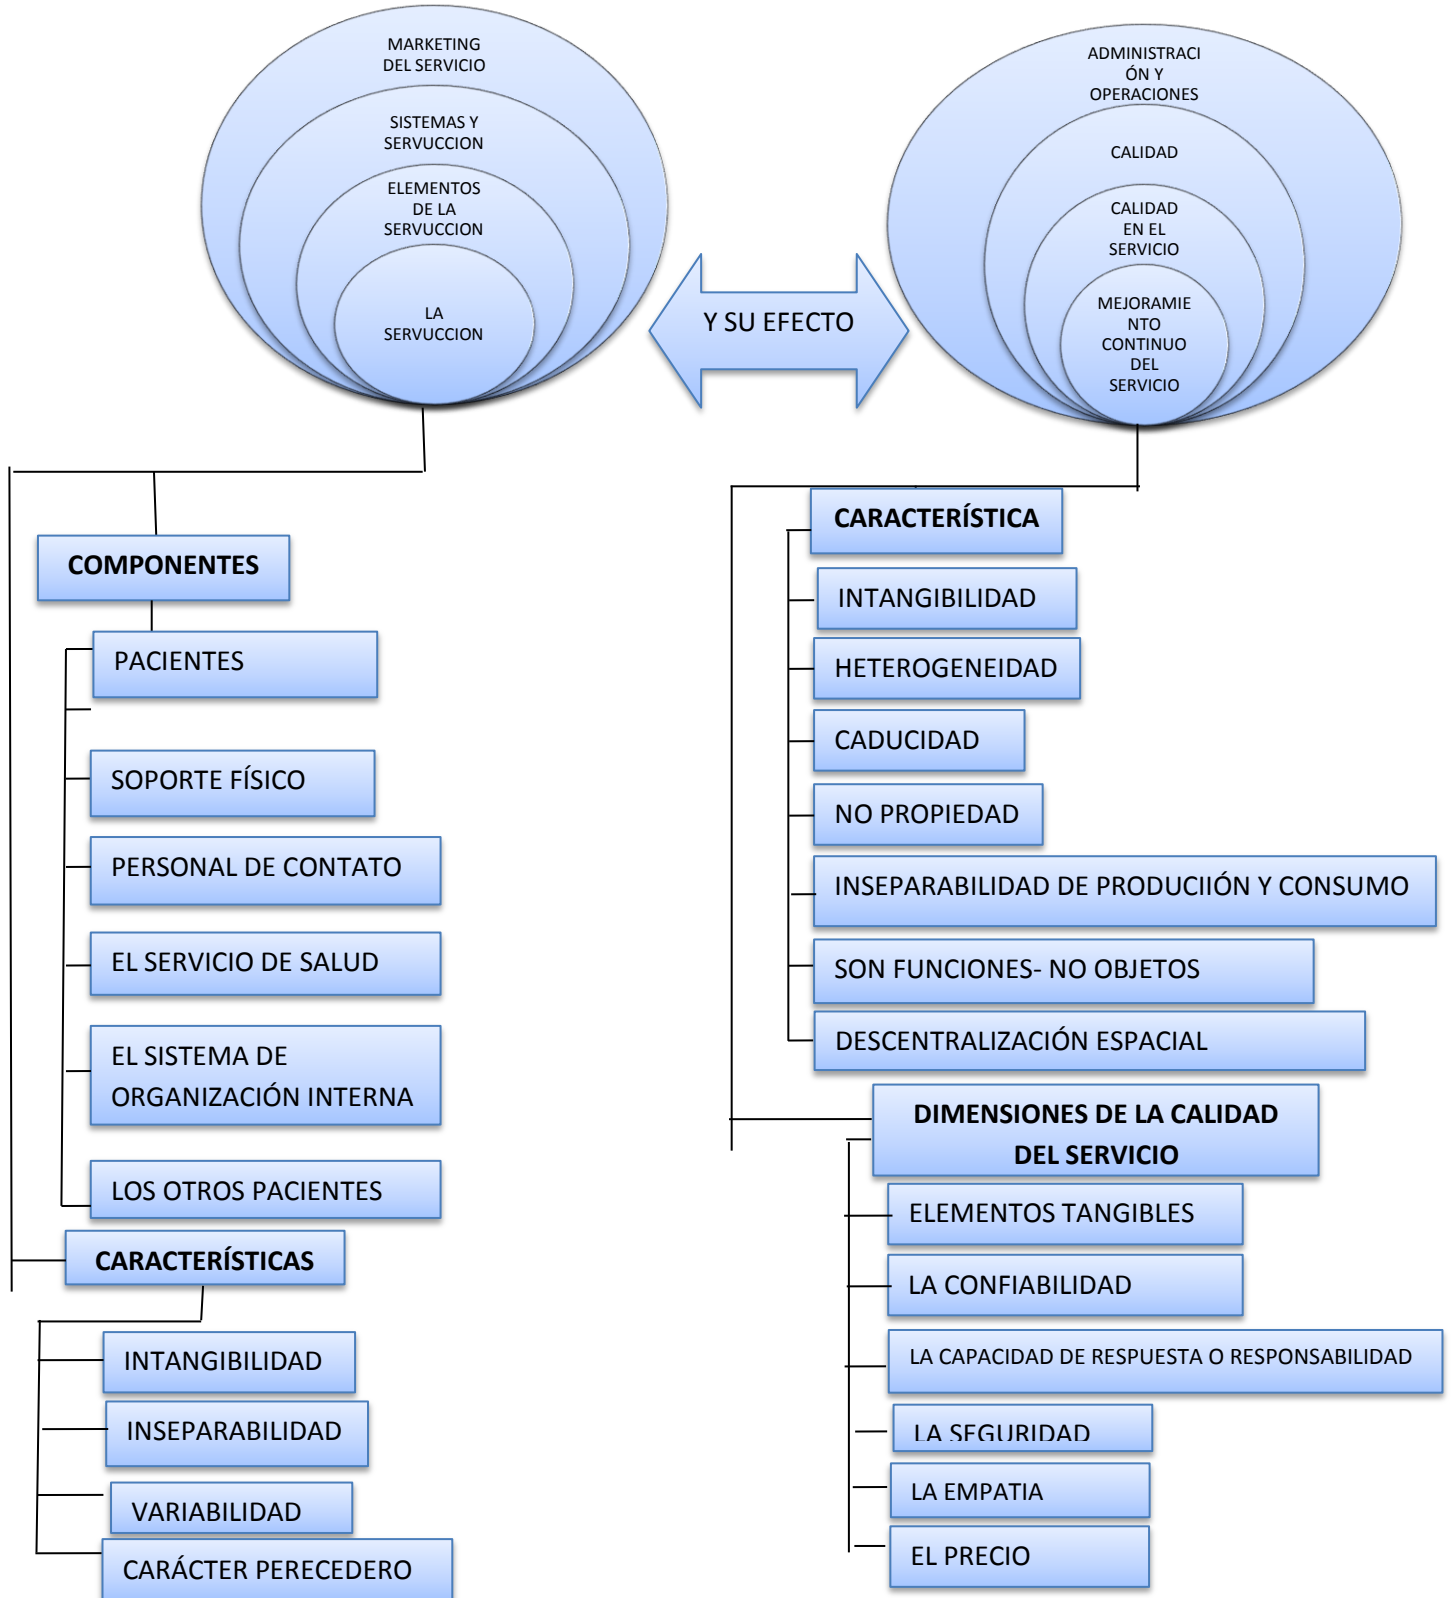 MARKETING
DEL SERVICIO
SISTEMAS Y
SERVUCCION
ELEMENTOS
DE LA
SERVUCCION
LA
SERVUCCION
Y SU EFECTO
ADMINISTRACI
ÓN Y
OPERACIONES
CALIDAD
CALIDAD
EN EL
SERVICIO
MEJORAMIE
NTO
CONTINUO
DEL
SERVICIO
COMPONENTES
PACIENTES
SOPORTE FÍSICO
PERSONAL DE CONTATO
EL SERVICIO DE SALUD
EL SISTEMA DE
ORGANIZACIÓN INTERNA
LOS OTROS PACIENTES
CARACTERÍSTICAS
INTANGIBILIDAD
INSEPARABILIDAD
VARIABILIDAD
CARÁCTER PERECEDERO
CARACTERÍSTICA
INTANGIBILIDAD
HETEROGENEIDAD
CADUCIDAD
NO PROPIEDAD
INSEPARABILIDAD DE PRODUCIIÓN Y CONSUMO
SON FUNCIONES- NO OBJETOS
DESCENTRALIZACIÓN ESPACIAL
DIMENSIONES DE LA CALIDAD
DEL SERVICIO
ELEMENTOS TANGIBLES
LA CONFIABILIDAD
LA CAPACIDAD DE RESPUESTA O RESPONSABILIDAD
LA SEGURIDAD
LA EMPATIA
EL PRECIO